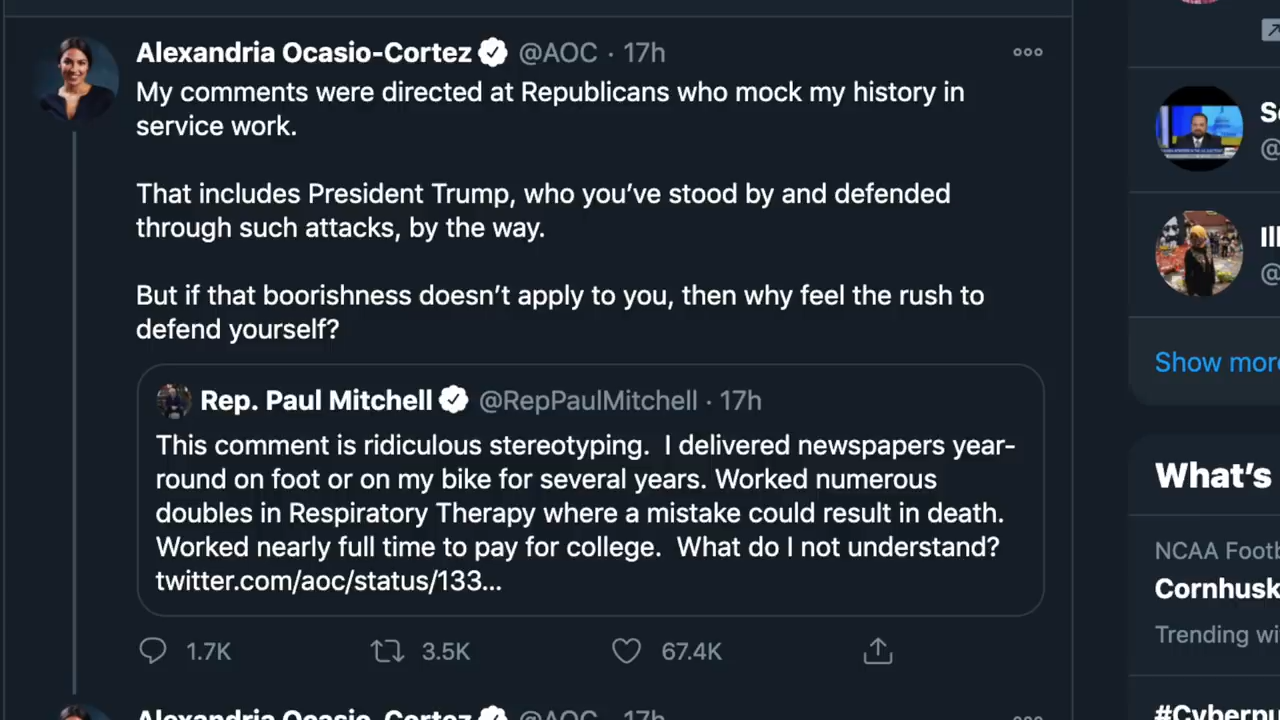 Alexandria Ocasio-Cortez @AOC · 17h
My comments were directed at Republicans who mock my history in
service work.
That includes President Trump, who you’ve stood by and defended
through such attacks, by the way.
But if that boorishness doesn’t apply to you, then why feel the rush to
defend yourself?
Rep. Paul Mitchell @RepPaulMitchell · 17h
This comment is ridiculous stereotyping.  I delivered newspapers year-
round on foot or on my bike for several years. Worked numerous
doubles in Respiratory Therapy where a mistake could result in death.
Worked nearly full time to pay for college.  What do I not understand?
twitter.com/aoc/status/133...
1.7K 3.5K 67.4K
Alexandria Ocasio-Cortez @AOC · 17h
Show more
What’s
NCAA Footb
Cornhusk
Trending wi
#Cyberpu